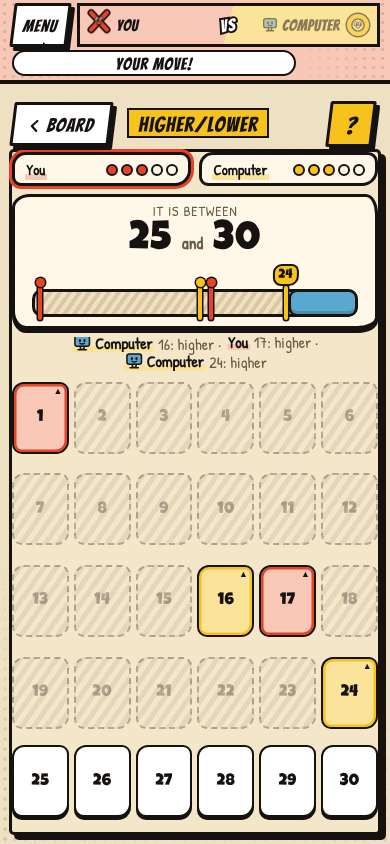 MENU
YOU
VS
COMPUTER
YOUR MOVE!
< BOARD
HIGHER/LOWER
?
You
Computer
IT IS BETWEEN
25 and 30
24
Computer 16: higher · You 17: higher ·
Computer 24: higher
1 2 3 4 5 6
7 8 9 10 11 12
13 14 15 16 17 18
19 20 21 22 23 24
25 26 27 28 29 30